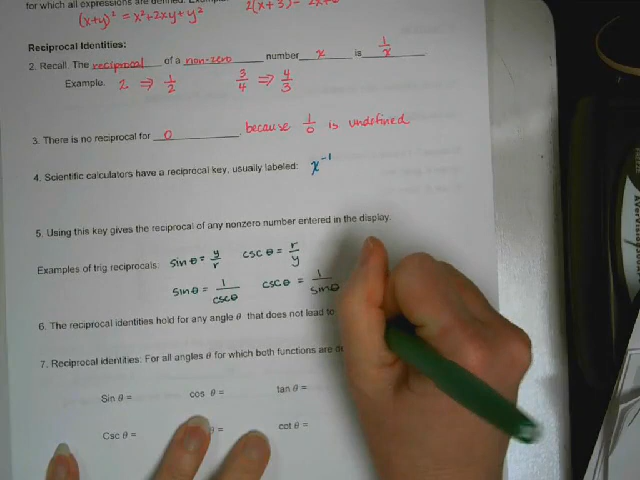 for which all expressions are defined.
(x+y)² = x²+2xy+y² 2(x+3) =
Reciprocal Identities:
2. Recall. The reciprocal of a non-zero number x is 1/x
Example. 2 ⇒ 1/2 3/4 ⇒ 4/3
3. There is no reciprocal for 0, because 1/0 is undefined
4. Scientific calculators have a reciprocal key, usually labeled: x⁻¹
5. Using this key gives the reciprocal of any nonzero number entered in the display.
Examples of trig reciprocals: sin θ = y/r csc θ = r/y
sin θ = 1/csc θ csc θ = 1/sin θ
6. The reciprocal identities hold for any angle θ that does not lead to
7. Reciprocal identities: For all angles θ for which both functions are
Sin θ = cos θ = tan θ =
Csc θ = θ = cot θ =